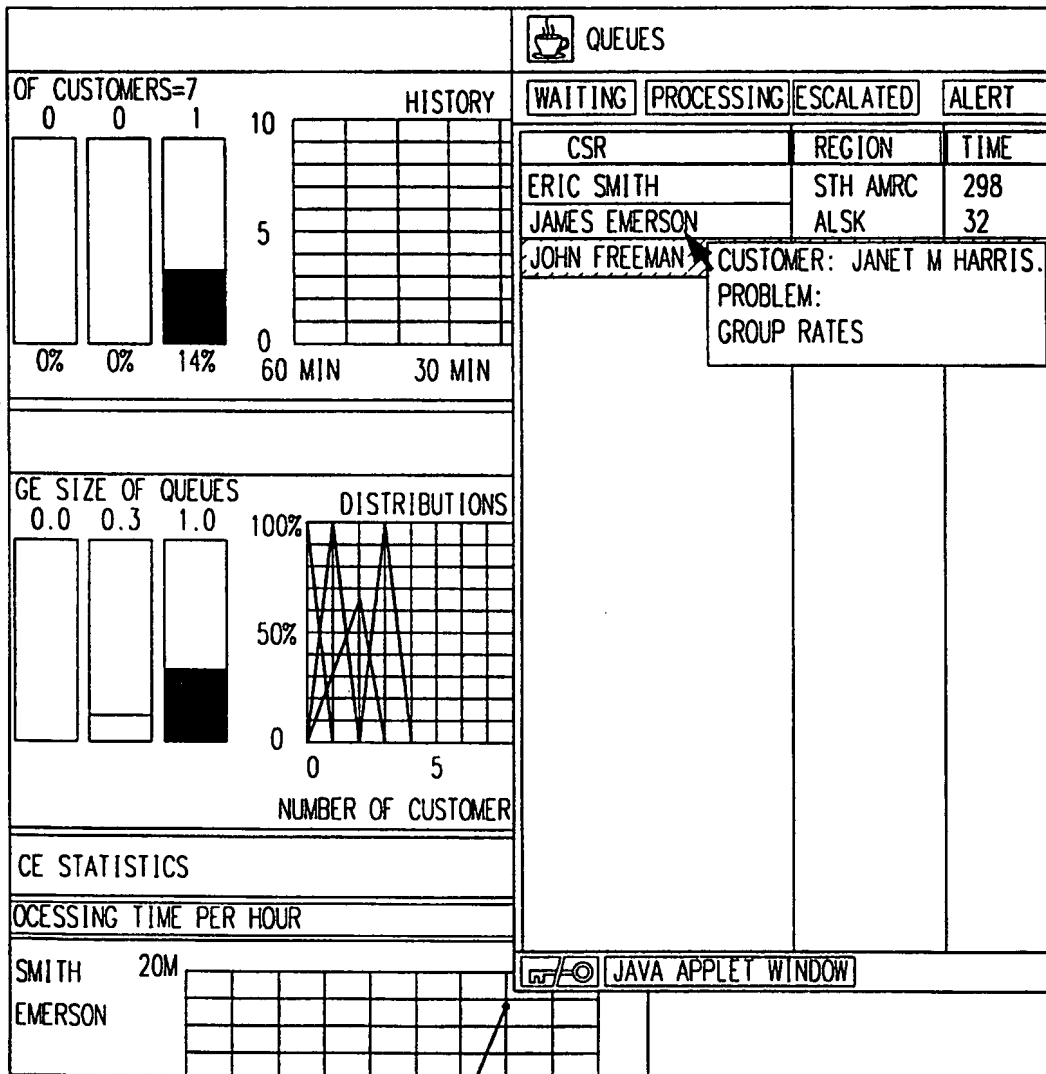 OF CUSTOMERS=7
0 0 1
0% 0% 14%
HISTORY
10
5
0
60 MIN 30 MIN
GE SIZE OF QUEUES
0.0 0.3 1.0
DISTRIBUTIONS
100%
50%
0
0 5
NUMBER OF CUSTOMER
CE STATISTICS
OCESSING TIME PER HOUR
SMITH
EMERSON
20M
QUEUES
WAITING PROCESSING ESCALATED ALERT
CSR REGION TIME
ERIC SMITH STH AMRC 298
JAMES EMERSON ALSK 32
JOHN FREEMAN
CUSTOMER: JANET M HARRIS.
PROBLEM:
GROUP RATES
JAVA APPLET WINDOW